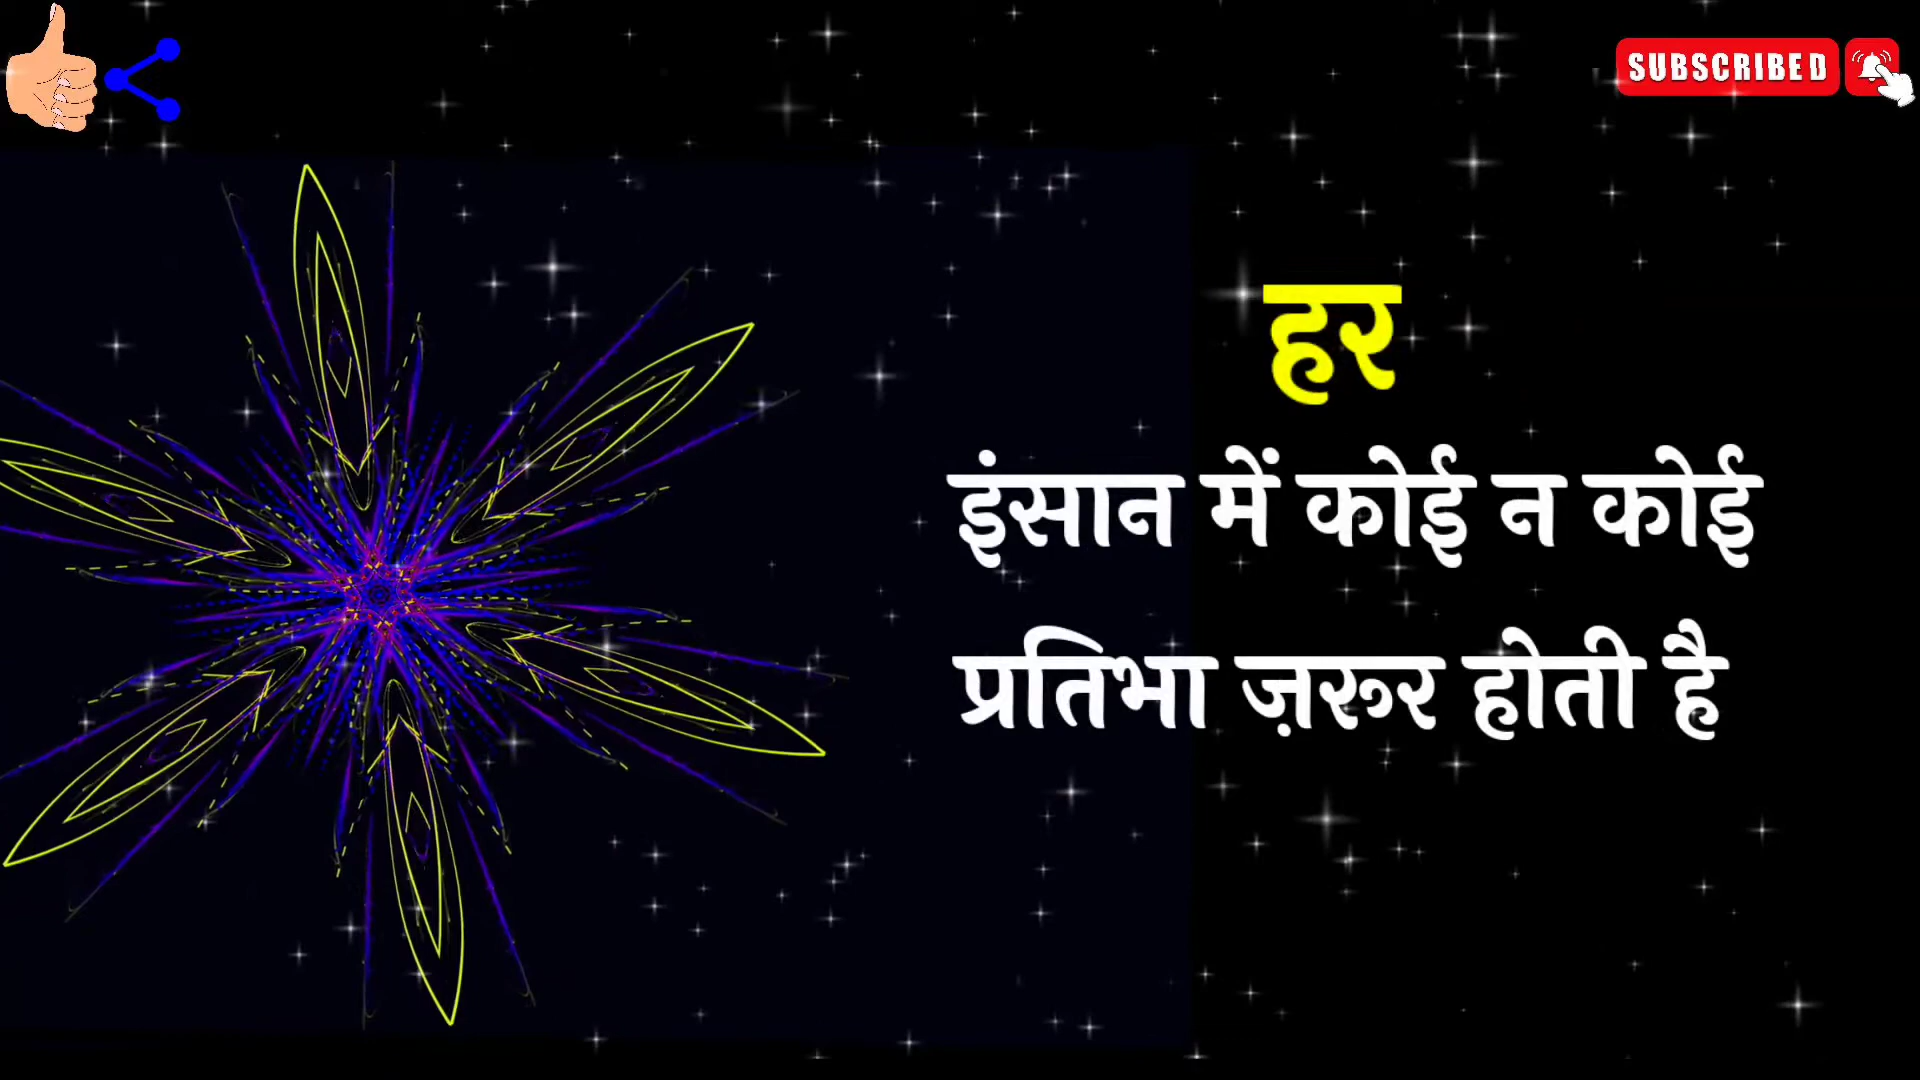 SUBSCRIBED
हर
इंसान में कोई न कोई
प्रतिभा ज़रूर होती है